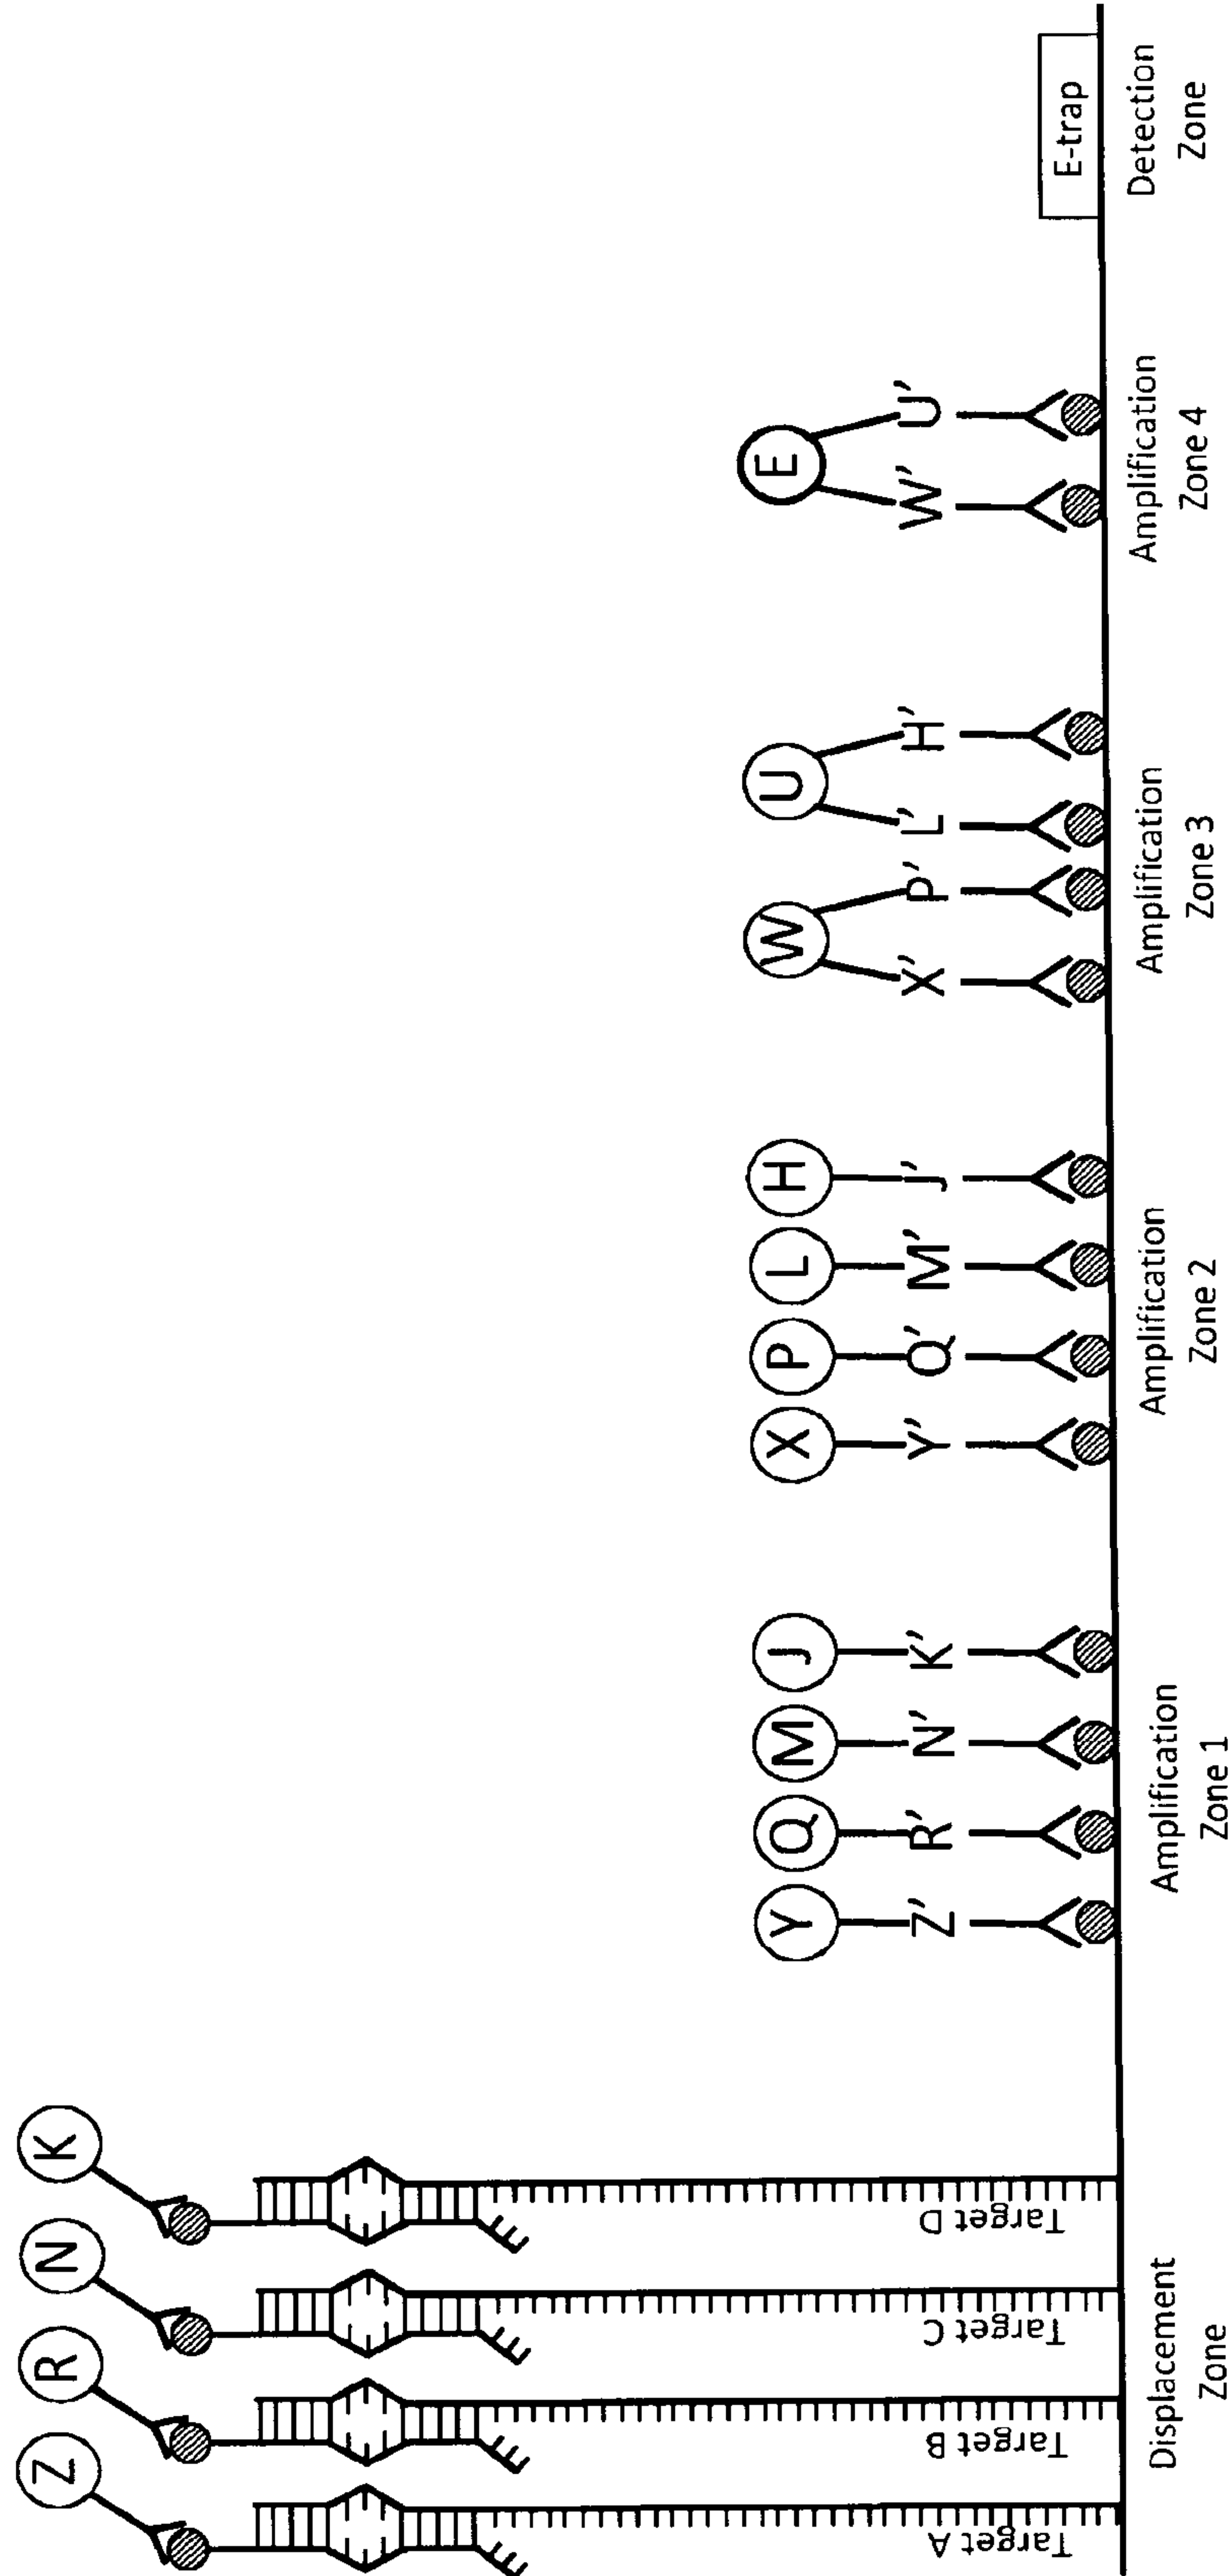 Z R N K
Target A
Target B
Target C
Target D
Displacement
Zone
Y Q M J
Z' R' N' K'
Amplification
Zone 1
X P L H
Y' Q' M' J'
Amplification
Zone 2
W U
X' P' L' H'
Amplification
Zone 3
E
W' U'
Amplification
Zone 4
E-trap
Detection
Zone